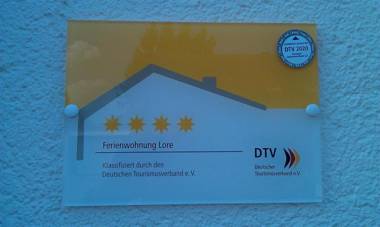 DTV 2020
Ferienwohnung Lore
Klassifiziert durch den
Deutschen Tourismusverband e. V.
DTV
Deutscher
Tourismusverband e.V.